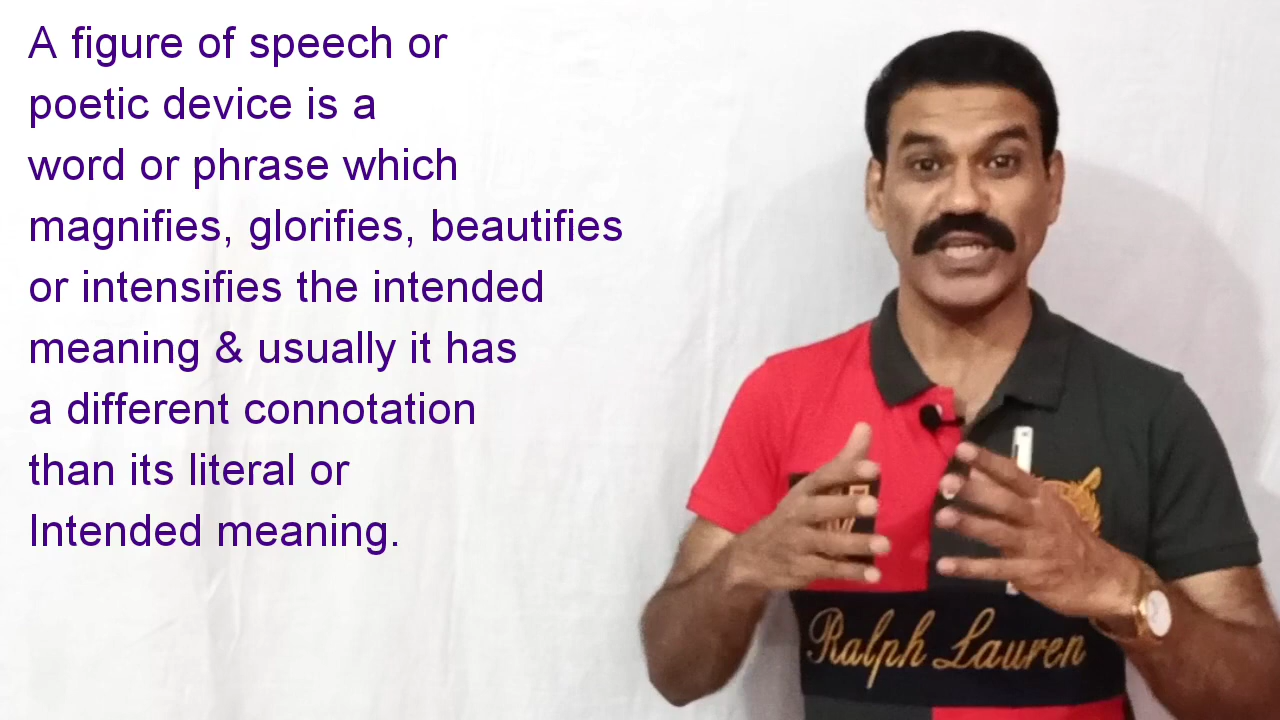 A figure of speech or
poetic device is a
word or phrase which
magnifies, glorifies, beautifies
or intensifies the intended
meaning & usually it has
a different connotation
than its literal or
Intended meaning.
Ralph Lauren